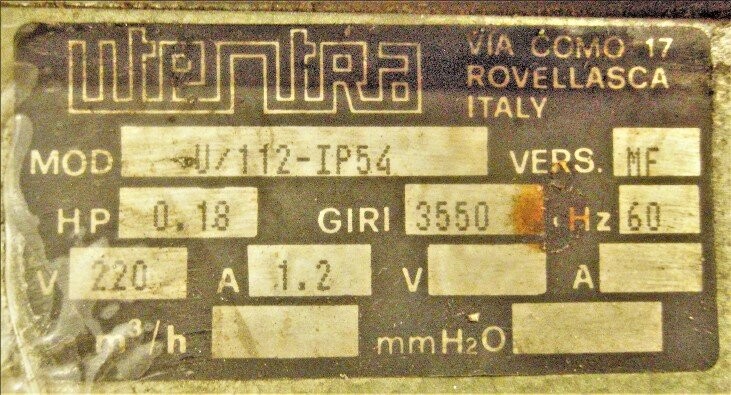 utentra
VIA COMO 17
ROVELLASCA
ITALY
MOD U/112-IP54 VERS. MF
HP 0.18 GIRI 3550 Hz 60
V 220 A 1.2 V A
m³/h mmH₂O